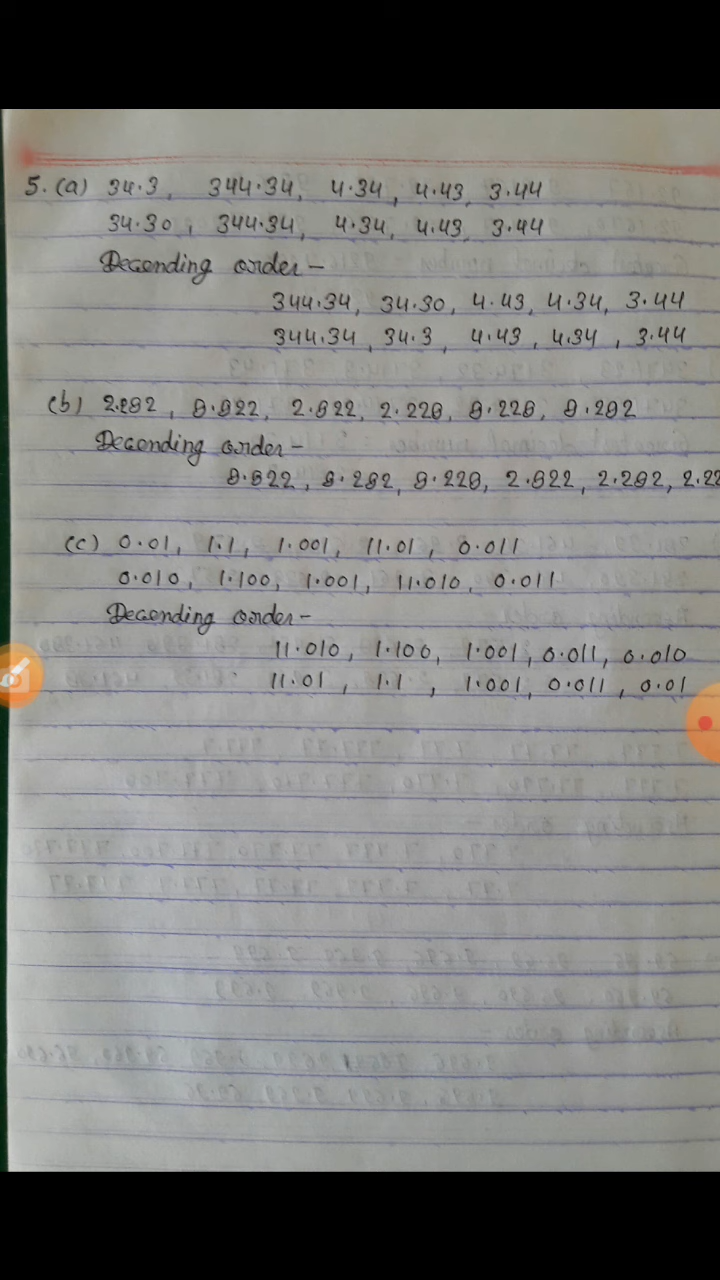 5. (a) 34.3, 344.34, 4.34, 4.43, 3.44
34.30, 344.34, 4.34, 4.43, 3.44
Decending order –
344.34, 34.30, 4.43, 4.34, 3.44
344.34, 34.3, 4.43, 4.34, 3.44
(b) 2.282, 8.822, 2.822, 2.228, 8.228, 8.282
Decending order –
8.822, 8.282, 8.228, 2.822, 2.282, 2.22
(c) 0.01, 1.1, 1.001, 11.01, 0.011
0.010, 1.100, 1.001, 11.010, 0.011
Decending order –
11.010, 1.100, 1.001, 0.011, 0.010
11.01, 1.1, 1.001, 0.011, 0.01